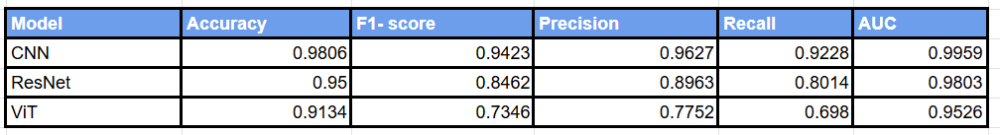 Model Accuracy F1- score Precision Recall AUC
CNN 0.9806 0.9423 0.9627 0.9228 0.9959
ResNet 0.95 0.8462 0.8963 0.8014 0.9803
ViT 0.9134 0.7346 0.7752 0.698 0.9526